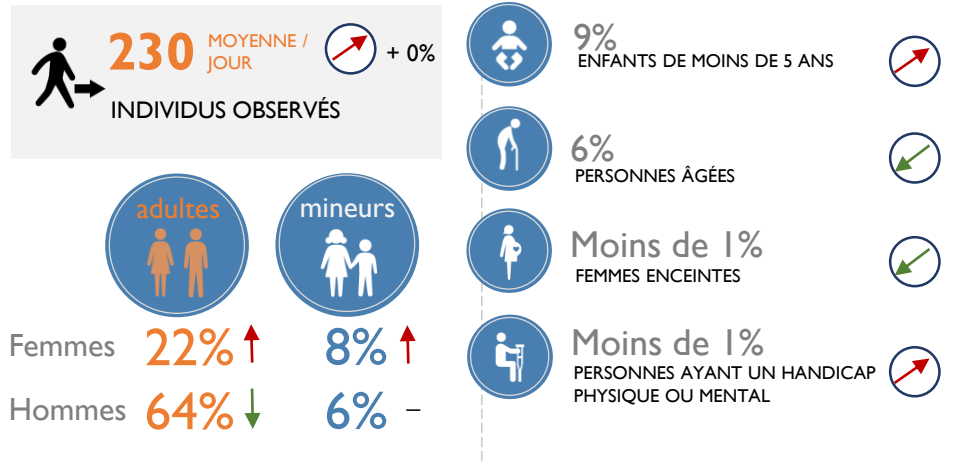 230 MOYENNE /
JOUR
+ 0%
INDIVIDUS OBSERVÉS
adultes mineurs
Femmes 22% 8%
Hommes 64% 6% –
9%
ENFANTS DE MOINS DE 5 ANS
6%
PERSONNES ÂGÉES
Moins de 1%
FEMMES ENCEINTES
Moins de 1%
PERSONNES AYANT UN HANDICAP
PHYSIQUE OU MENTAL